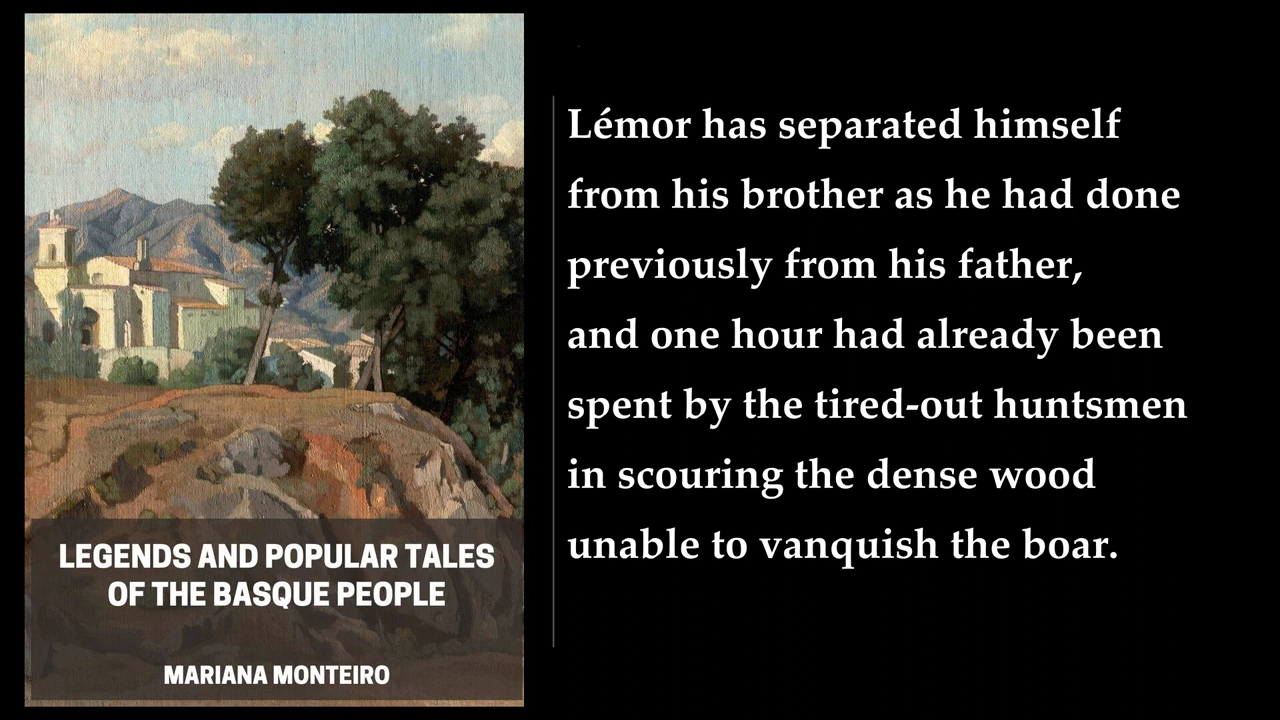 Lémor has separated himself
from his brother as he had done
previously from his father,
and one hour had already been
spent by the tired-out huntsmen
in scouring the dense wood
unable to vanquish the boar.
LEGENDS AND POPULAR TALES
OF THE BASQUE PEOPLE
MARIANA MONTEIRO